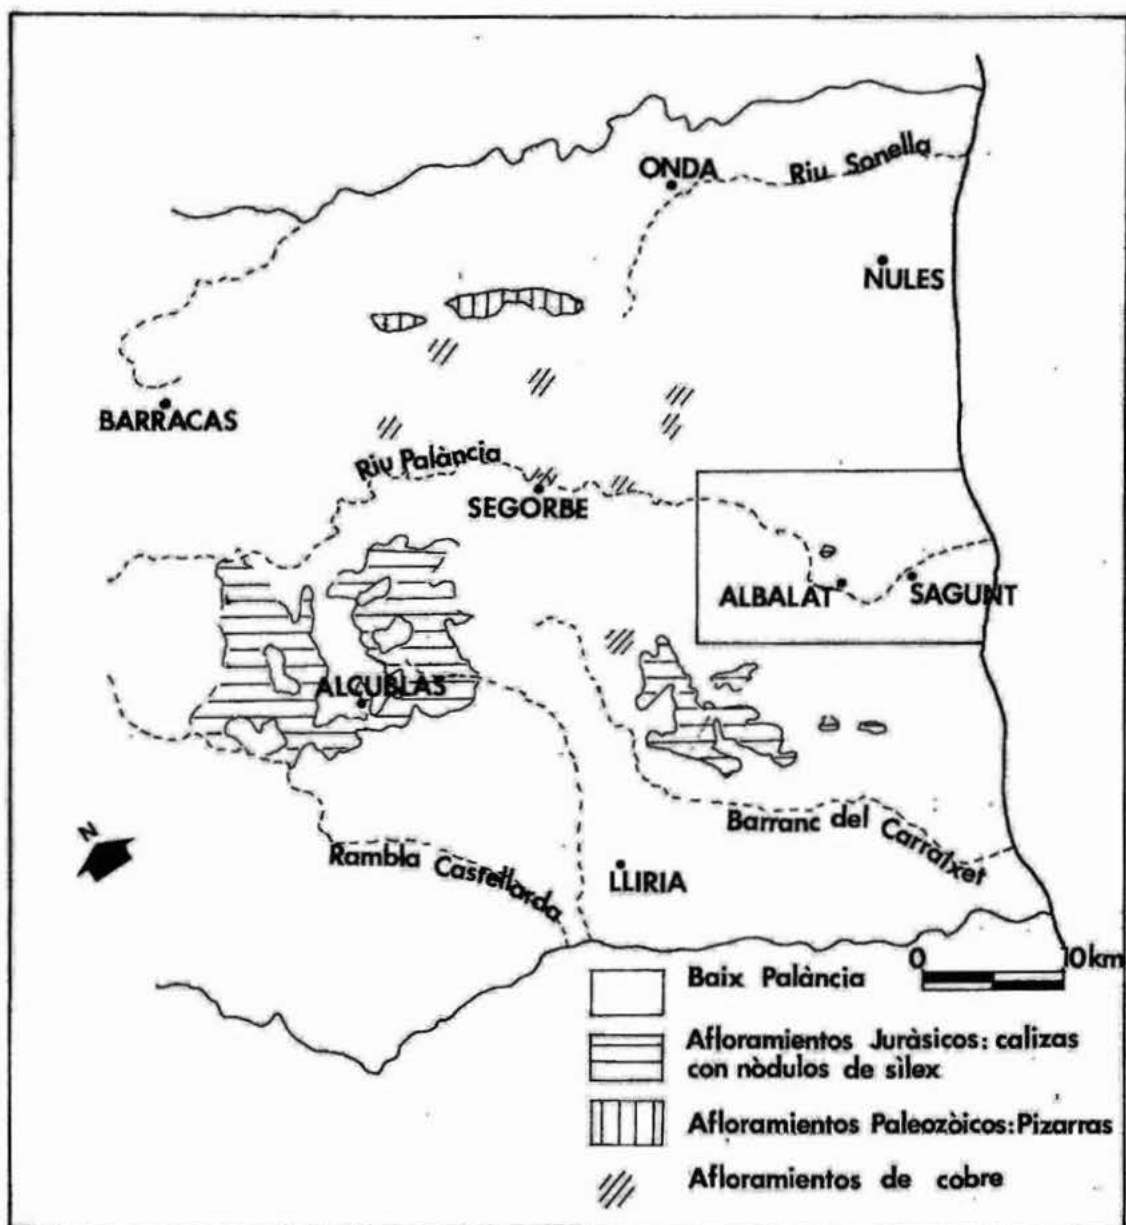 ONDA
Riu Sonella
NULES
BARRACAS
Riu Palància
SEGORBE
ALBALAT
SAGUNT
ALCUBLAS
N
Barranc del Carraixet
Rambla Castellarda
LLIRIA
0 10km
Baix Palància
Afloramientos Juràsicos: calizas
con nòdulos de sìlex
Afloramientos Paleozòicos: Pizarras
Afloramientos de cobre